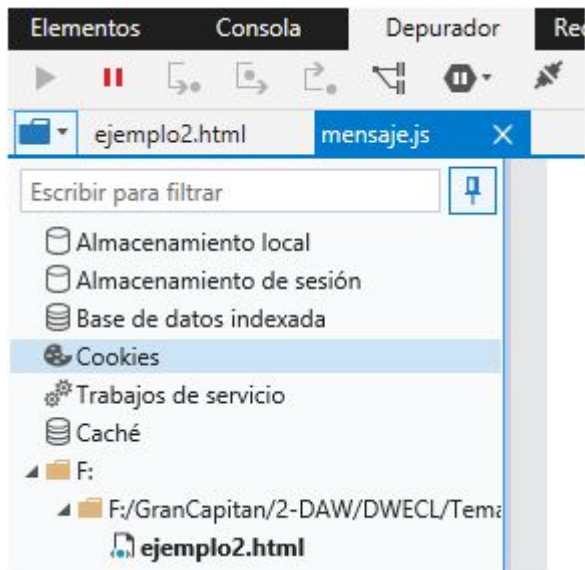 Elementos Consola Depurador Rec
ejemplo2.html mensaje.js
Escribir para filtrar
Almacenamiento local
Almacenamiento de sesión
Base de datos indexada
Cookies
Trabajos de servicio
Caché
F:
F:/GranCapitan/2-DAW/DWECL/Tema
ejemplo2.html